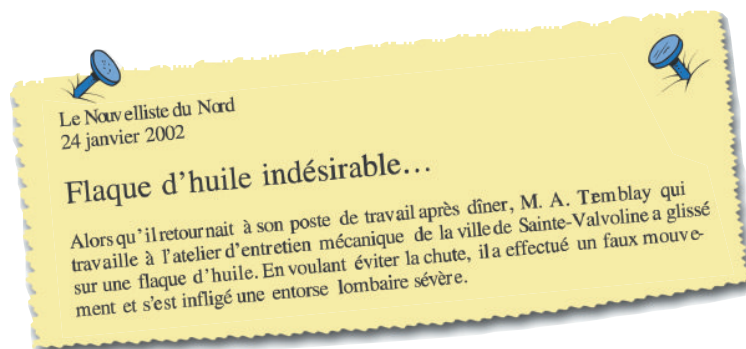 Le Nouvelliste du Nord
24 janvier 2002
Flaque d’huile indésirable…
Alors qu’il retournait à son poste de travail après dîner, M. A. Temblay qui
travaille à l’atelier d’entretien mécanique de la ville de Sainte-Valvoline a glissé
sur une flaque d’huile. En voulant éviter la chute, il a effectué un faux mouve-
ment et s’est infligé une entorse lombaire sévère.